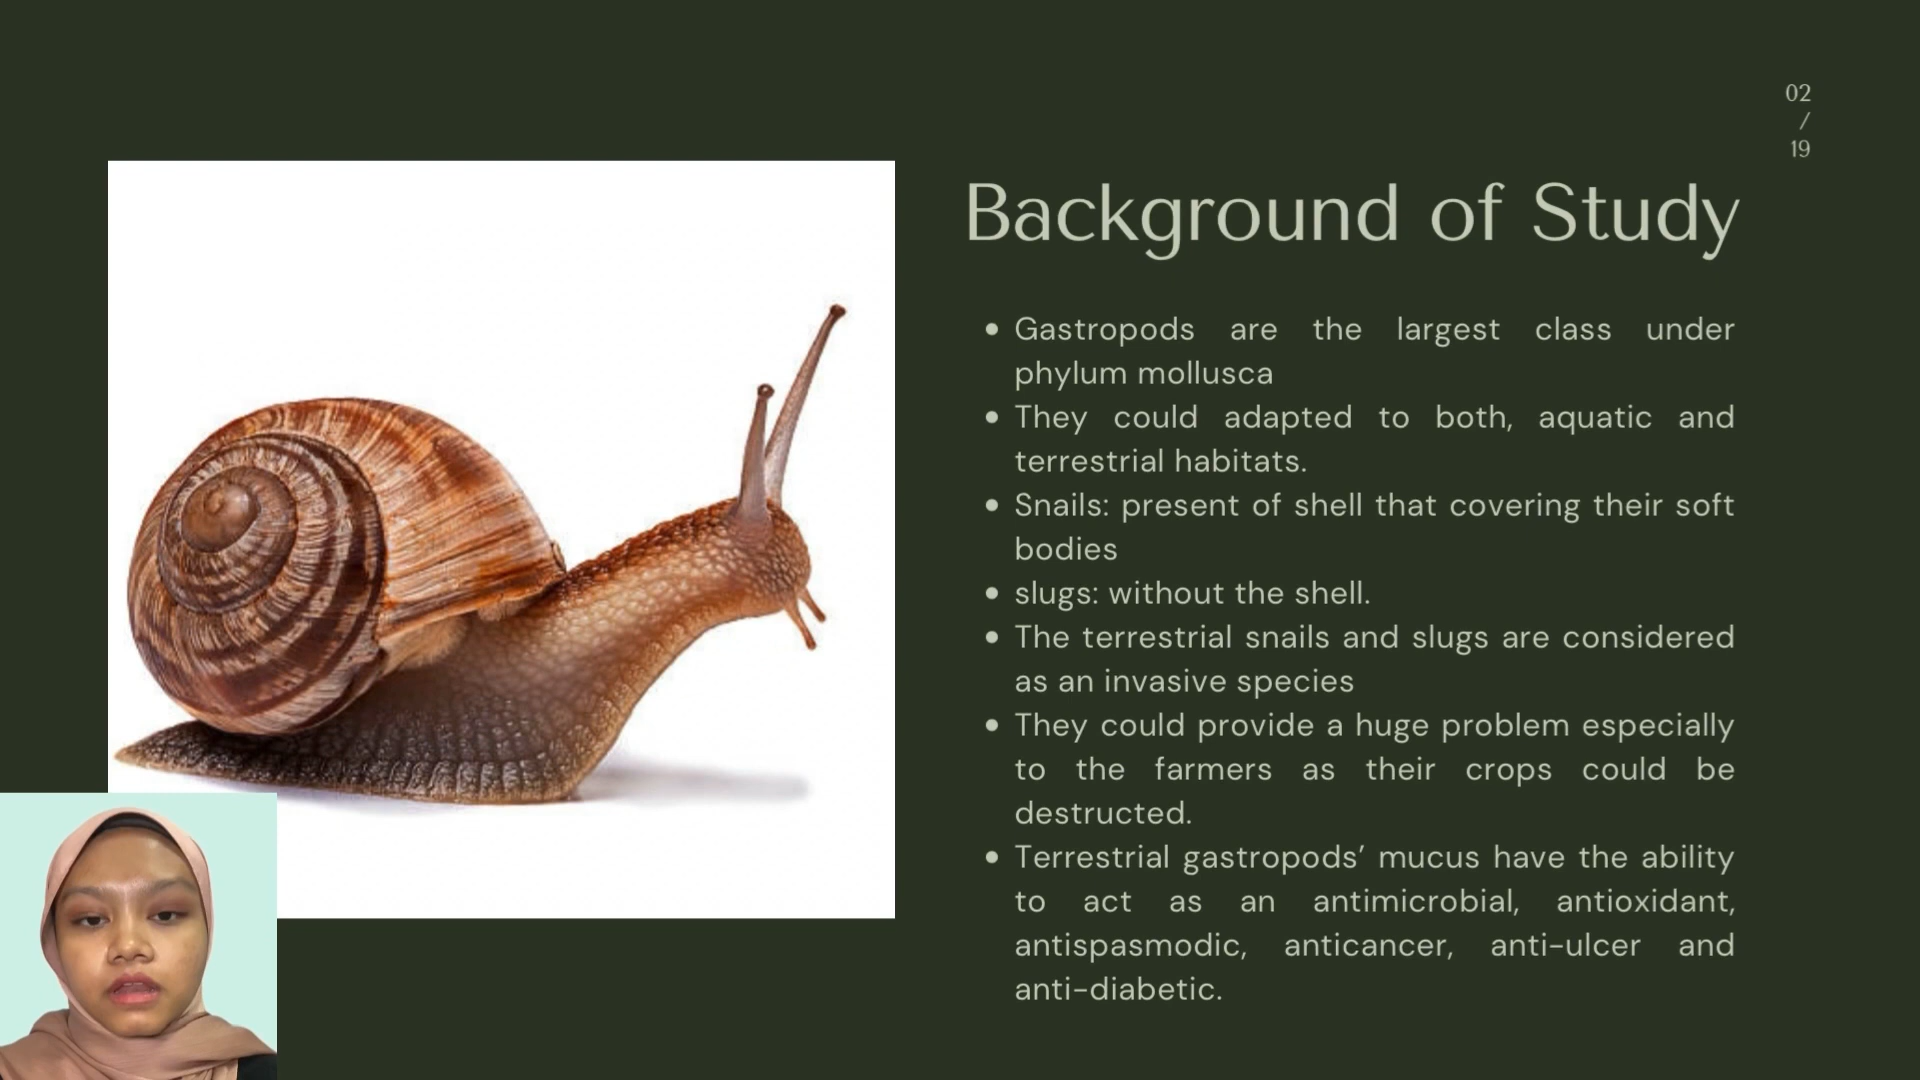 02
/
19
Background of Study
• Gastropods are the largest class under
phylum mollusca
• They could adapted to both, aquatic and
terrestrial habitats.
• Snails: present of shell that covering their soft
bodies
• slugs: without the shell.
• The terrestrial snails and slugs are considered
as an invasive species
• They could provide a huge problem especially
to the farmers as their crops could be
destructed.
• Terrestrial gastropods’ mucus have the ability
to act as an antimicrobial, antioxidant,
antispasmodic, anticancer, anti-ulcer and
anti-diabetic.